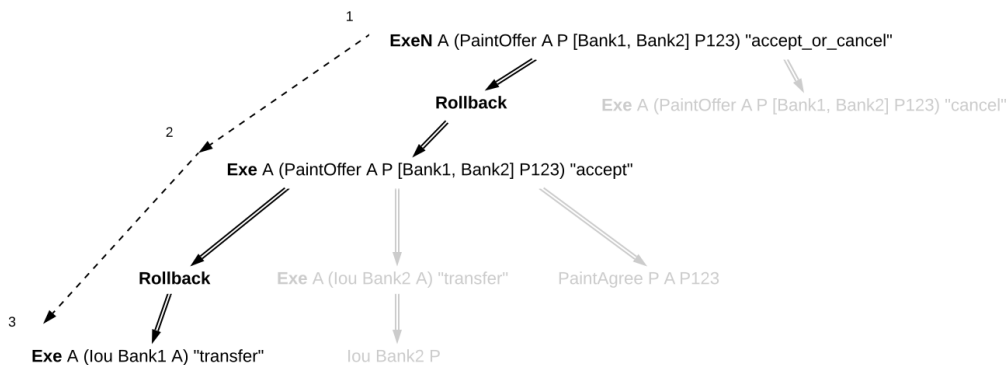 1
ExeN A (PaintOffer A P [Bank1, Bank2] P123) "accept_or_cancel"
Rollback
Exe A (PaintOffer A P [Bank1, Bank2] P123) "cancel"
2
Exe A (PaintOffer A P [Bank1, Bank2] P123) "accept"
Rollback
Exe A (Iou Bank2 A) "transfer"
PaintAgree P A P123
3
Exe A (Iou Bank1 A) "transfer"
Iou Bank2 P